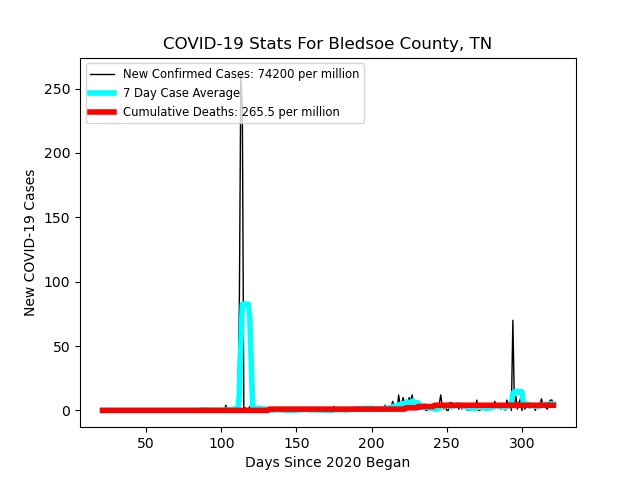 COVID-19 Stats For Bledsoe County, TN
New Confirmed Cases: 74200 per million
7 Day Case Average
Cumulative Deaths: 265.5 per million
New COVID-19 Cases
250
200
150
100
50
0
50 100 150 200 250 300
Days Since 2020 Began